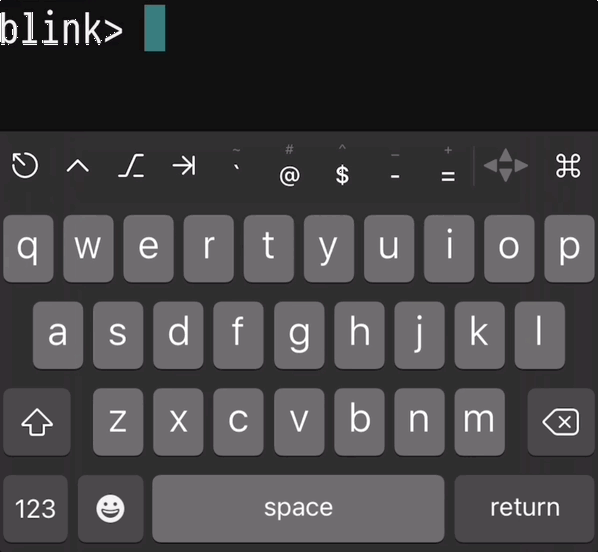 blink>
~ # ^ _ +
` @ $ - =
q w e r t y u i o p
a s d f g h j k l
z x c v b n m
123 space return